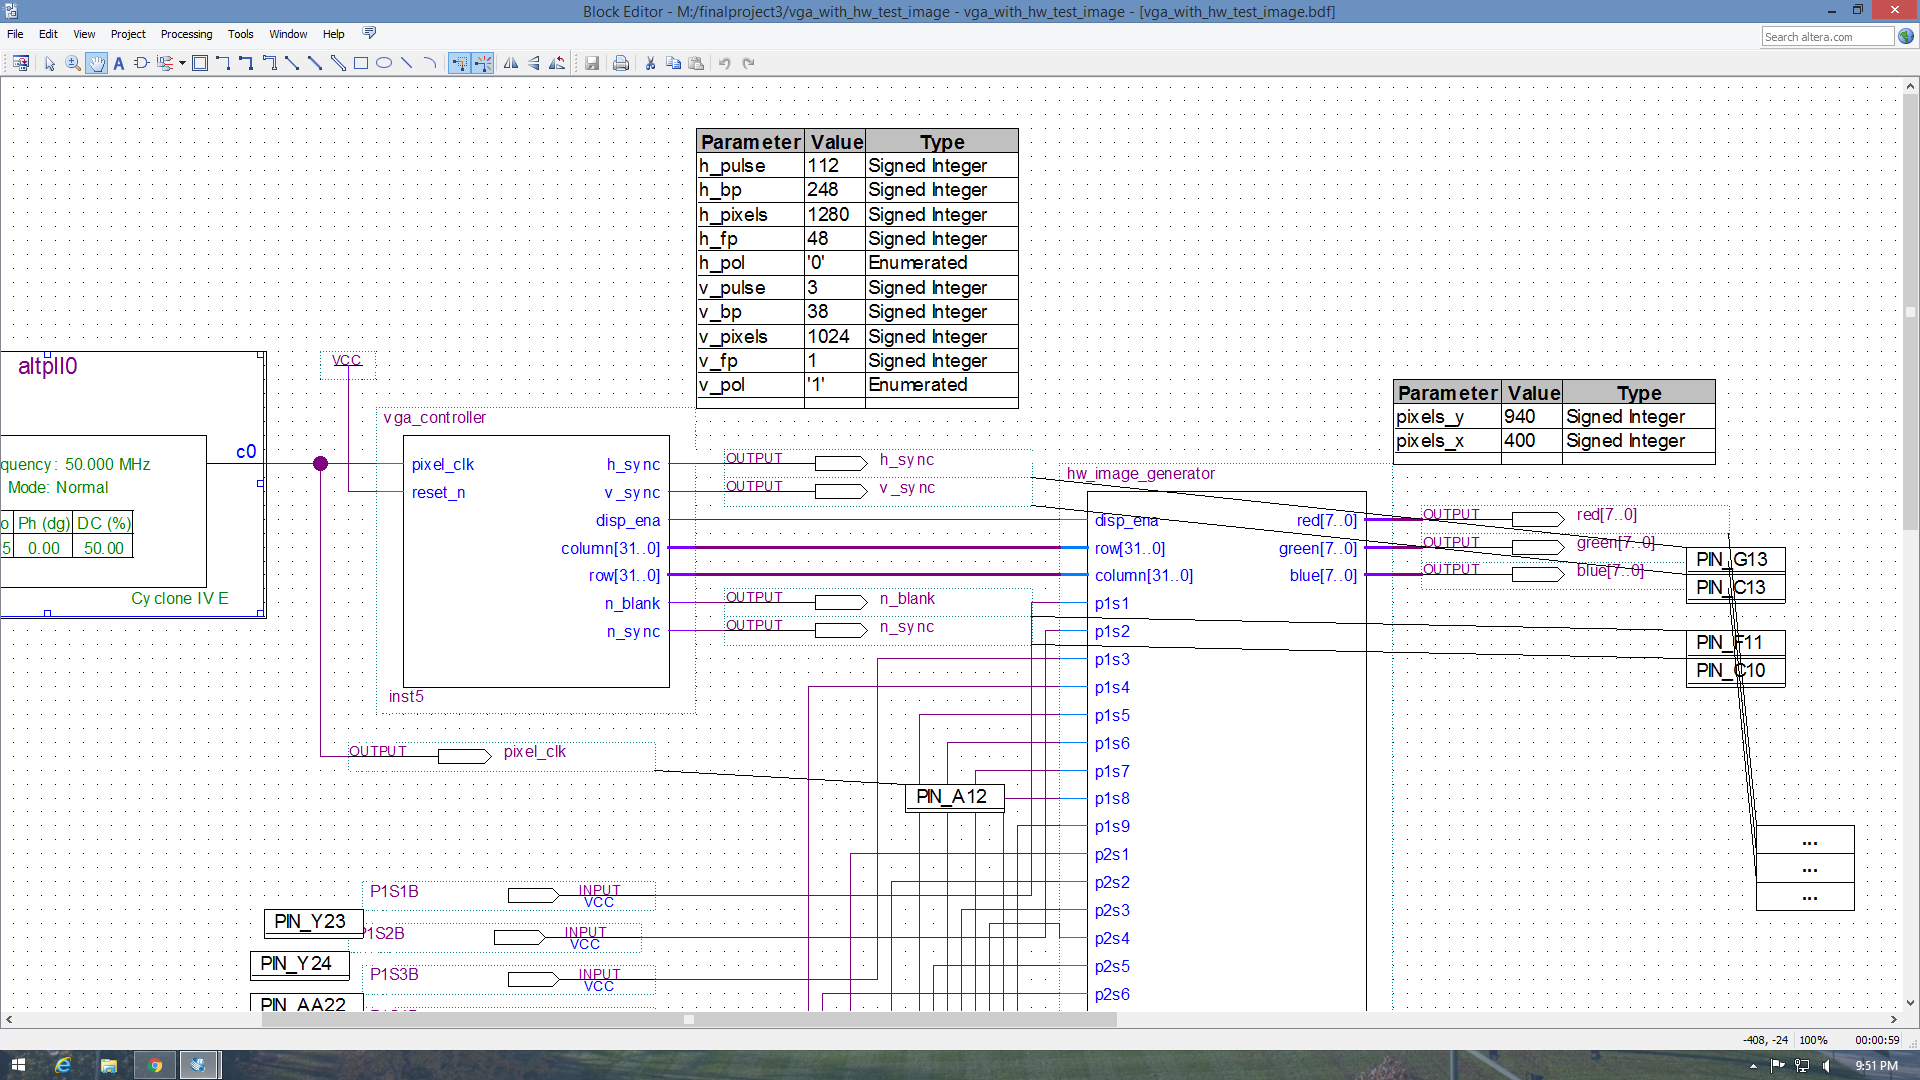 Block Editor - M:/finalproject3/vga_with_hw_test_image - vga_with_hw_test_image - [vga_with_hw_test_image.bdf]
File Edit View Project Processing Tools Window Help
Search altera.com
Parameter Value Type
h_pulse 112 Signed Integer
h_bp 248 Signed Integer
h_pixels 1280 Signed Integer
h_fp 48 Signed Integer
h_pol '0' Enumerated
v_pulse 3 Signed Integer
v_bp 38 Signed Integer
v_pixels 1024 Signed Integer
v_fp 1 Signed Integer
v_pol '1' Enumerated
Parameter Value Type
pixels_y 940 Signed Integer
pixels_x 400 Signed Integer
altpll0
c0
quency: 50.000 MHz
Mode: Normal
o Ph (dg) DC (%)
5 0.00 50.00
Cyclone IV E
VCC
vga_controller
pixel_clk
reset_n
h_sync
v_sync
disp_ena
column[31..0]
row[31..0]
n_blank
n_sync
inst5
OUTPUT h_sync
OUTPUT v_sync
OUTPUT n_blank
OUTPUT n_sync
OUTPUT pixel_clk
PIN_A12
hw_image_generator
disp_ena
row[31..0]
column[31..0]
p1s1
p1s2
p1s3
p1s4
p1s5
p1s6
p1s7
p1s8
p1s9
p2s1
p2s2
p2s3
p2s4
p2s5
p2s6
red[7..0]
green[7..0]
blue[7..0]
OUTPUT red[7..0]
OUTPUT green[7..0]
OUTPUT blue[7..0]
PIN_G13
PIN_C13
PIN_F11
PIN_C10
...
...
...
P1S1B INPUT
VCC
PIN_Y23
P1S2B INPUT
VCC
PIN_Y24
P1S3B INPUT
VCC
PIN_AA22
-408, -24 100% 00:00:59
9:51 PM